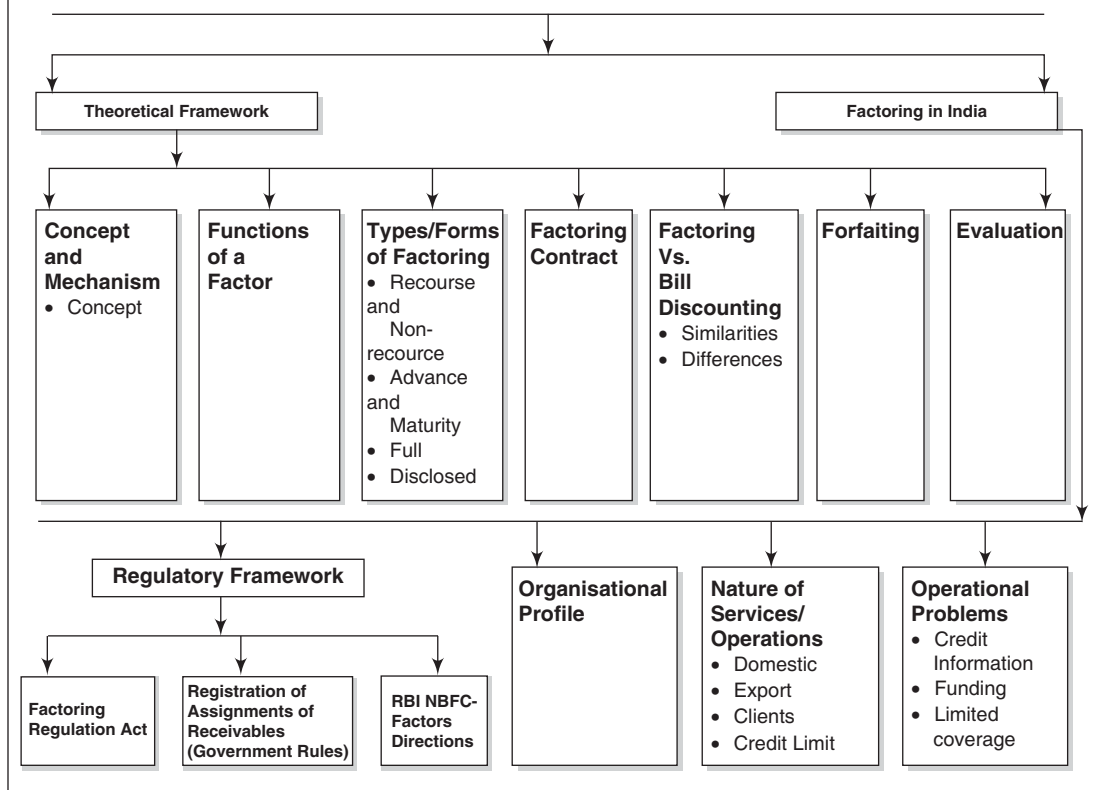 Theoretical Framework
Factoring in India
Concept
and
Mechanism
• Concept
Functions
of a
Factor
Types/Forms
of Factoring
• Recourse
and
Non-
recource
• Advance
and
Maturity
• Full
• Disclosed
Factoring
Contract
Factoring
Vs.
Bill
Discounting
• Similarities
• Differences
Forfaiting
Evaluation
Regulatory Framework
Factoring
Regulation Act
Registration of
Assignments of
Receivables
(Government Rules)
RBI NBFC-
Factors
Directions
Organisational
Profile
Nature of
Services/
Operations
• Domestic
• Export
• Clients
• Credit Limit
Operational
Problems
• Credit
Information
• Funding
• Limited
coverage